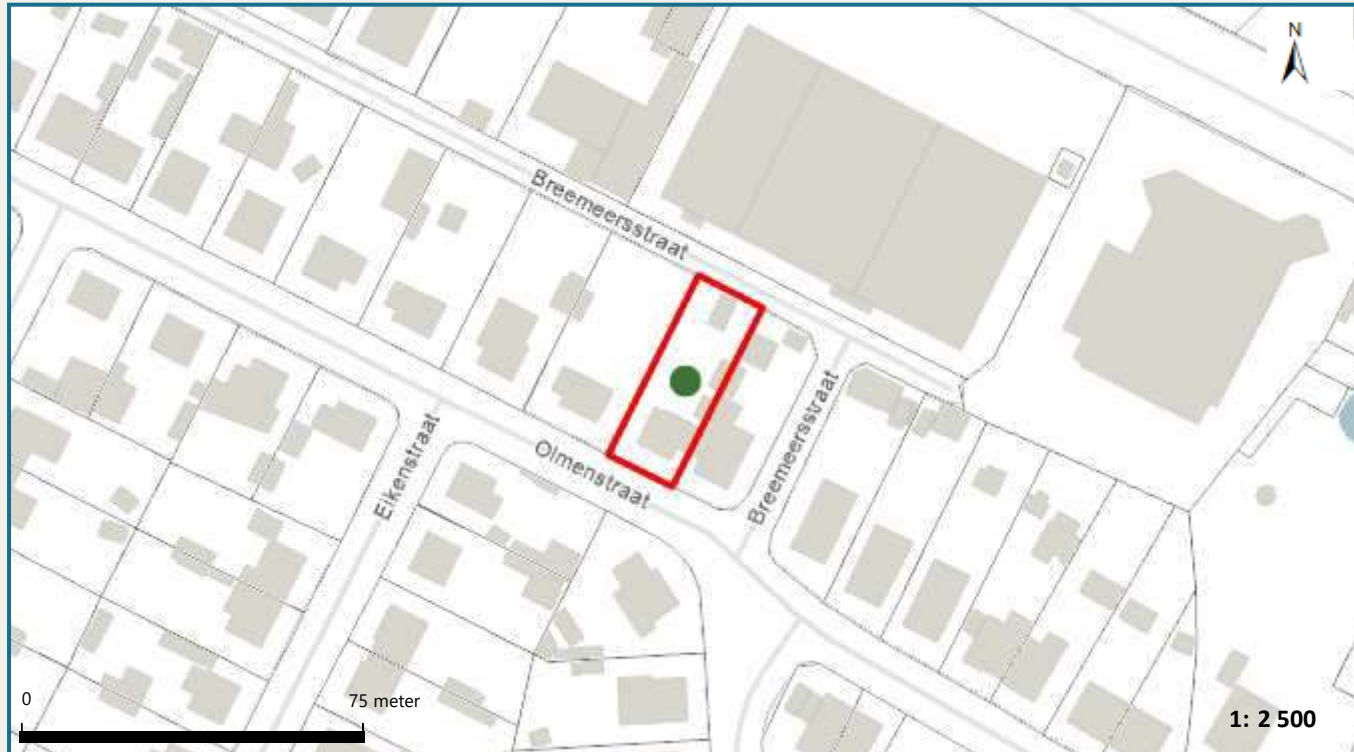 N
Breemeersstraat
Breemeersstraat
Olmenstraat
Eikenstraat
0
75 meter
1: 2 500